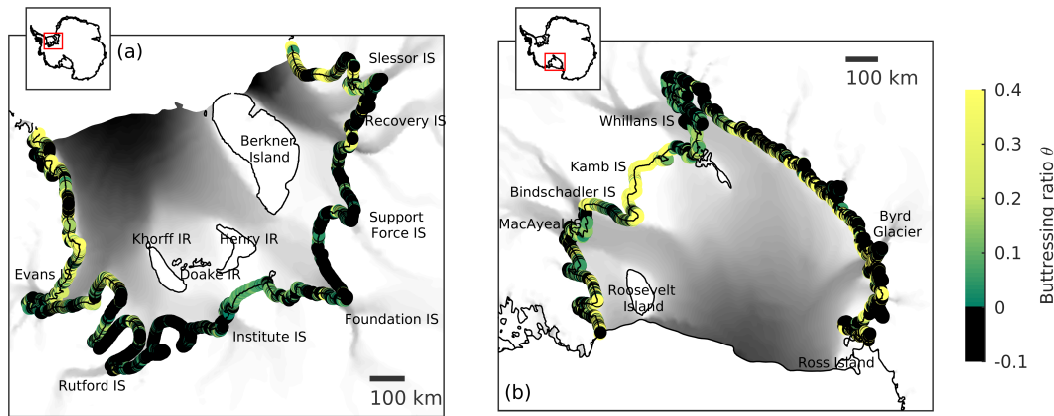 (a)
Slessor IS
Recovery IS
Berkner
Island
Support
Force IS
Khorff IR
Henry IR
Doake IR
Evans IS
Foundation IS
Institute IS
Rutford IS
100 km
100 km
Whillans IS
Kamb IS
Bindschadler IS
MacAyeal IS
Byrd
Glacier
Roosevelt
Island
Ross Island
(b)
0.4
0.3
0.2
0.1
0
-0.1
Buttressing ratio θ